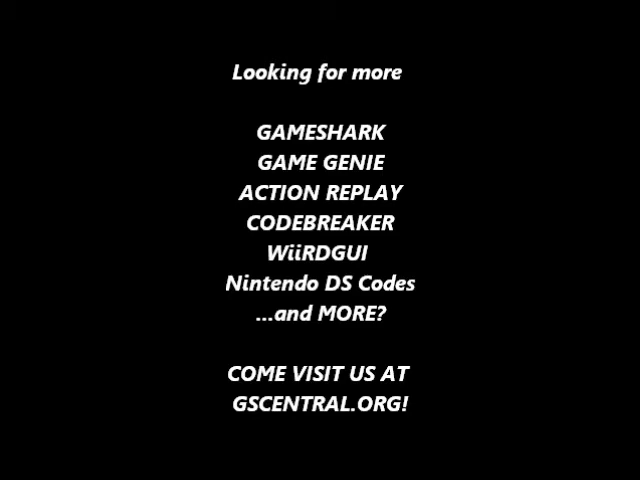 Looking for more
GAMESHARK
GAME GENIE
ACTION REPLAY
CODEBREAKER
WiiRDGUI
Nintendo DS Codes
...and MORE?
COME VISIT US AT
GSCENTRAL.ORG!